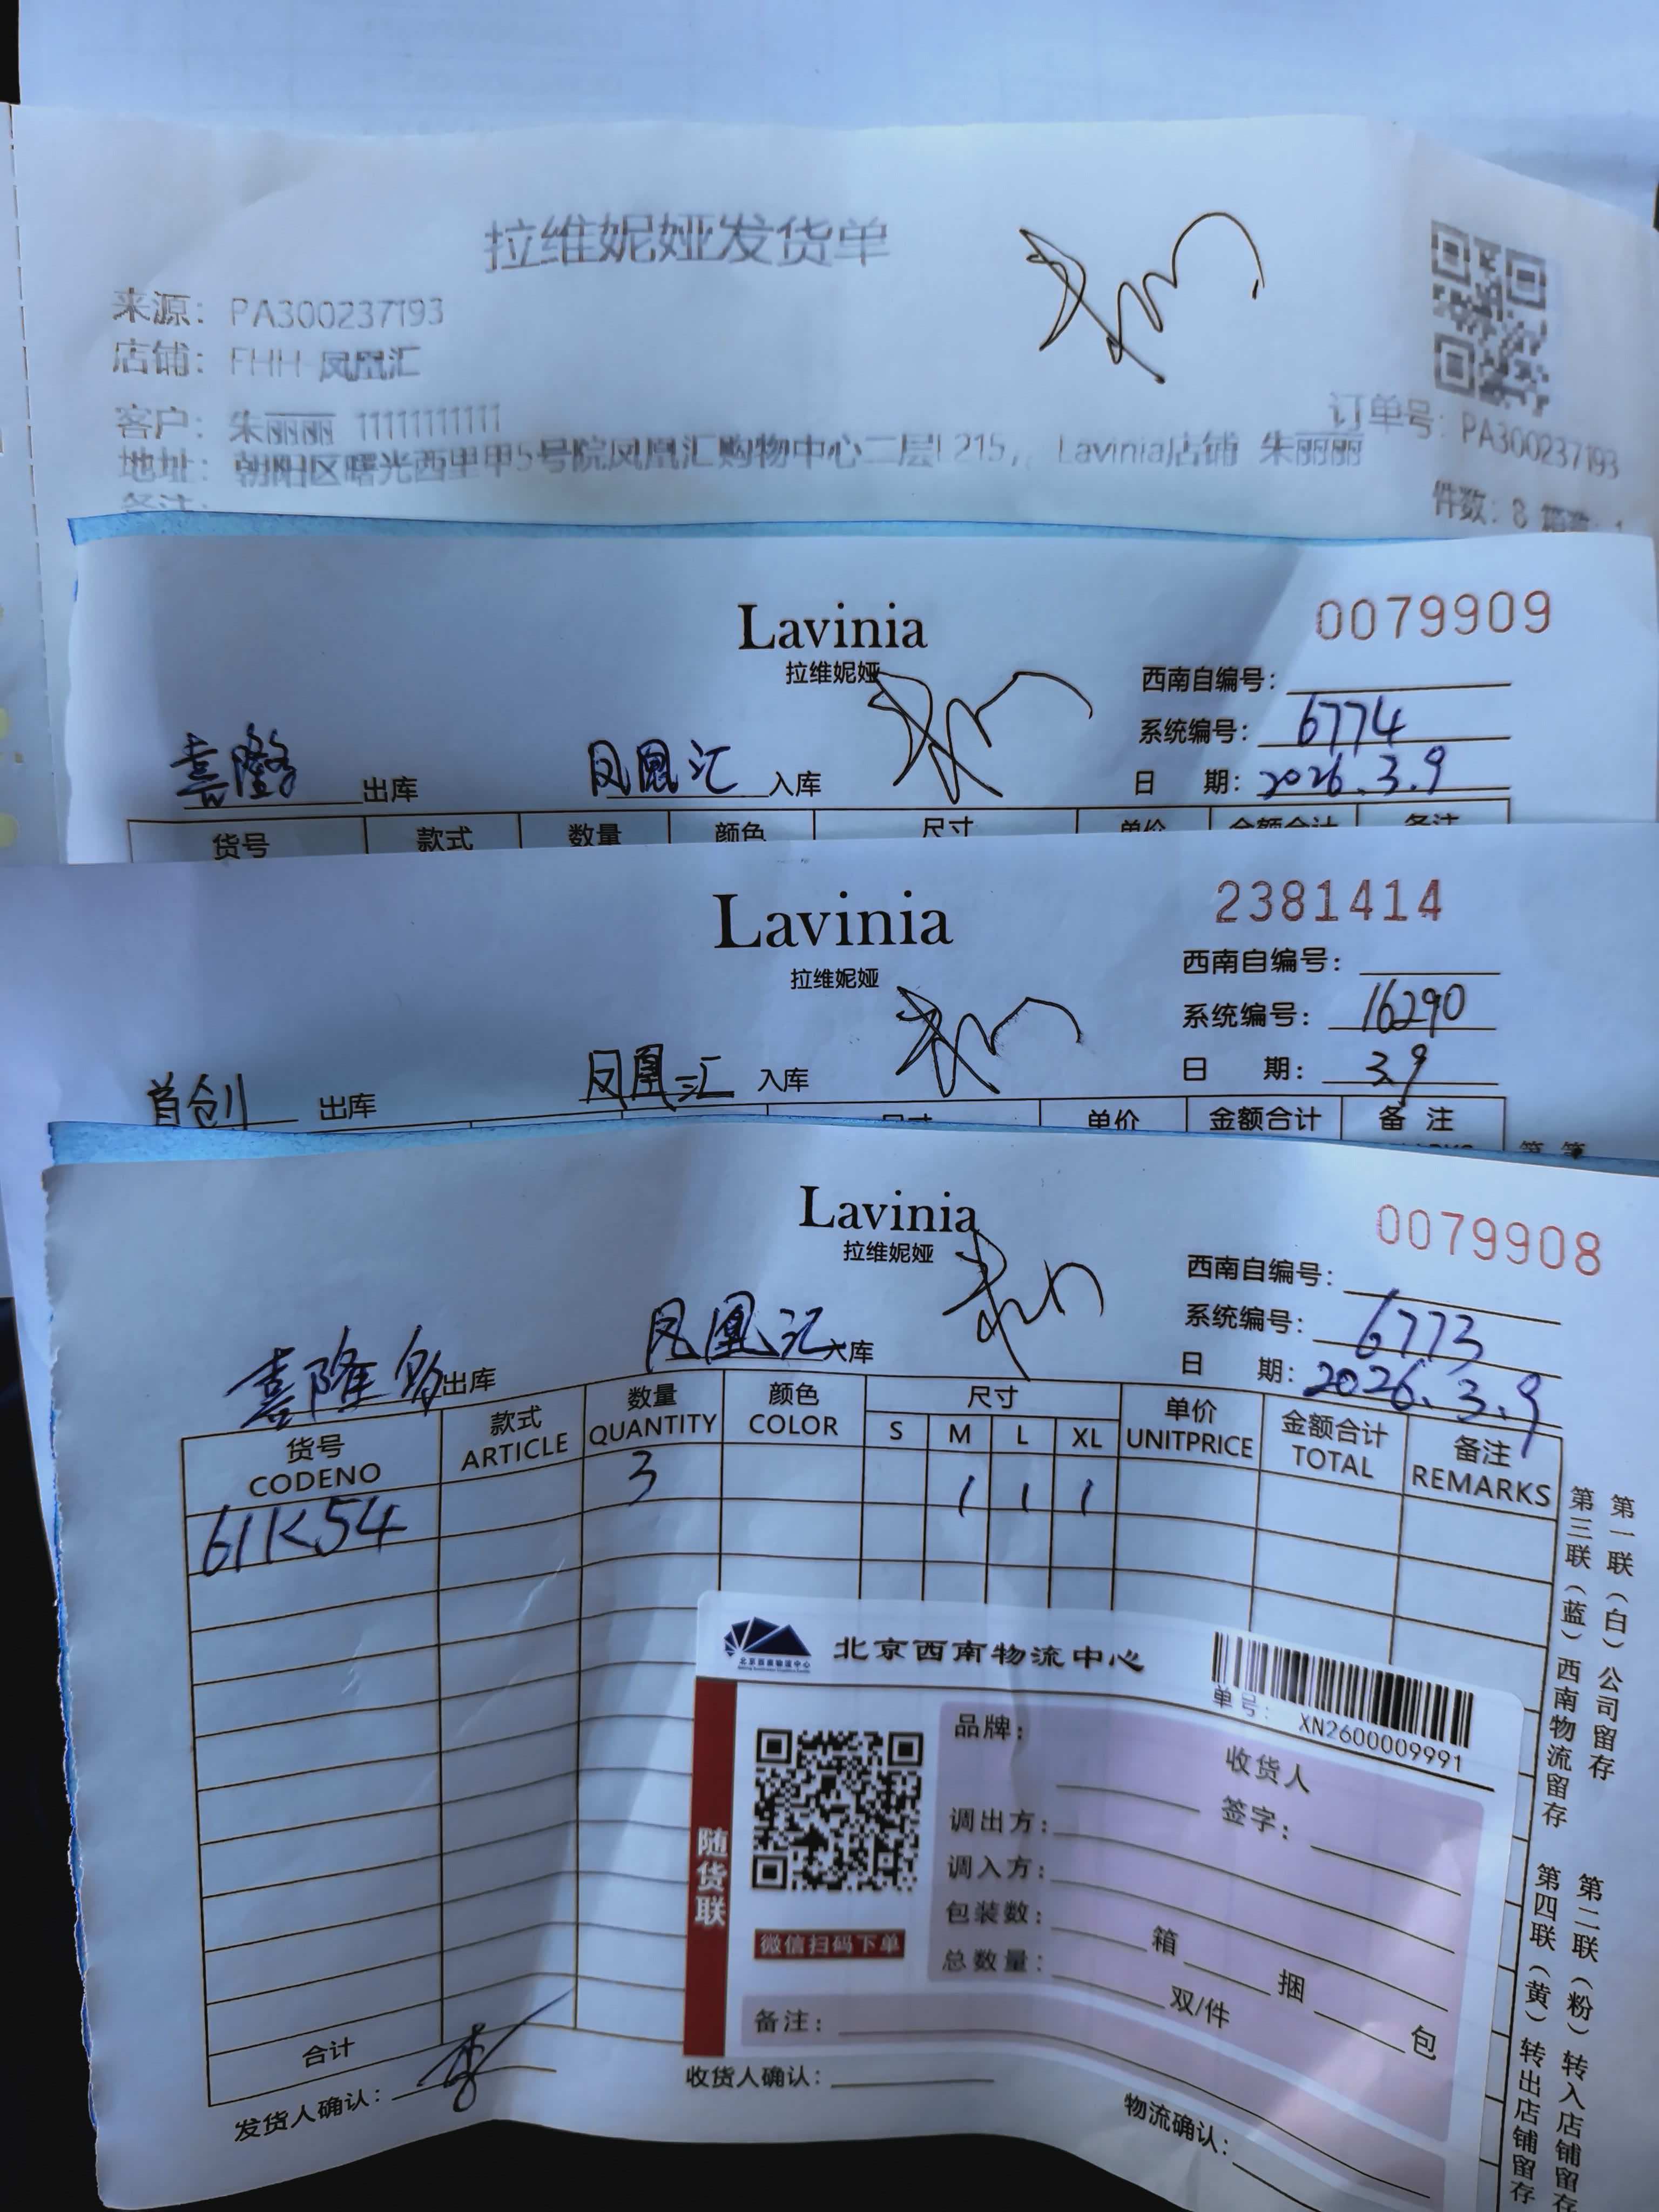 拉维妮娅发货单
来源: PA300237193
店铺: FHH-凤凰汇
客户: 朱丽丽 11111111111
订单号: PA300237193
地址: 朝阳区曙光西里甲5号院凤凰汇购物中心二层L215,, Lavinia店铺 朱丽丽
备注:
件数: 8 箱数: 1
Lavinia
拉维妮娅
0079909
西南自编号:
系统编号: 6774
日 期: 2026.3.9
喜隆多 出库
凤凰汇 入库
货号 款式 数量 颜色 尺寸 单价 金额合计 备注
Lavinia
拉维妮娅
2381414
西南自编号:
系统编号: 16290
日 期: 3.9
首创 出库
凤凰汇 入库
尺寸 单价 金额合计 备注
Lavinia
拉维妮娅
0079908
西南自编号:
系统编号: 6773
日 期: 2026.3.9
喜隆多 出库
凤凰汇 入库
货号 款式 数量 颜色 尺寸 单价 金额合计 备注
CODENO ARTICLE QUANTITY COLOR S M L XL UNITPRICE TOTAL REMARKS
61K54 3 1 1 1
北京西南物流中心
单号: XN2600009991
随货联
微信扫码下单
品牌:
收货人
签字:
调出方:
调入方:
包装数: 箱 捆 包
总数量: 双/件
备注:
合计
发货人确认: 李
收货人确认:
物流确认:
第一联(白)公司留存
第二联(粉)转入店铺留存
第三联(蓝)西南物流留存
第四联(黄)转出店铺留存